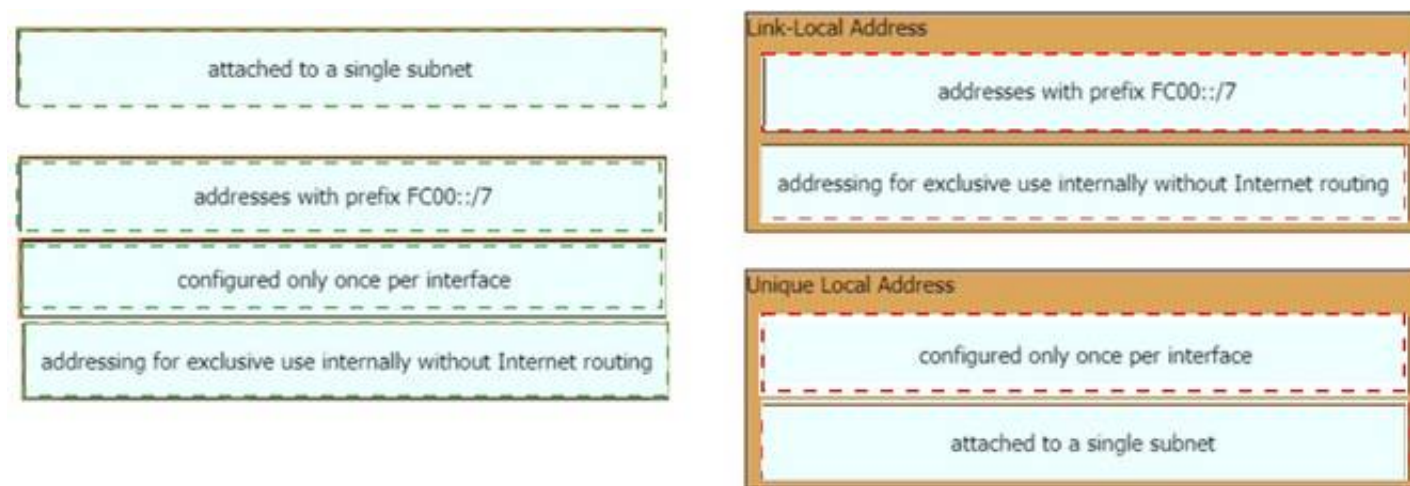 attached to a single subnet
addresses with prefix FC00::/7
configured only once per interface
addressing for exclusive use internally without Internet routing
Link-Local Address
addresses with prefix FC00::/7
addressing for exclusive use internally without Internet routing
Unique Local Address
configured only once per interface
attached to a single subnet